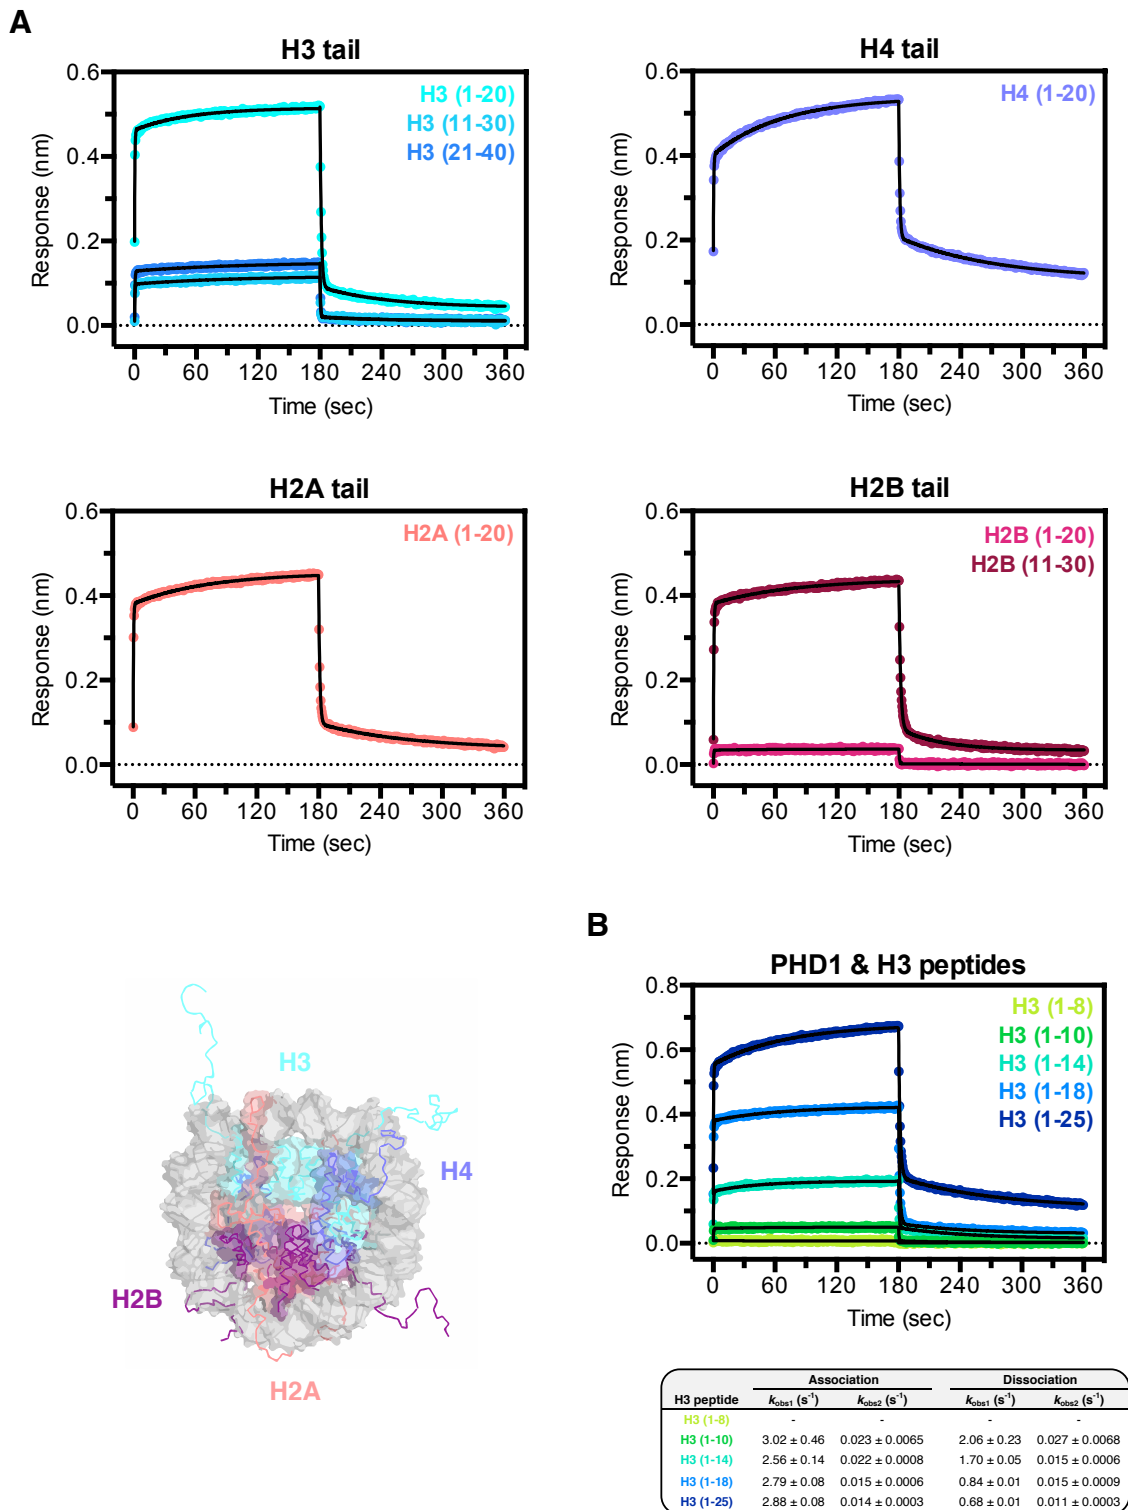 A
H3 tail
H3 (1-20)
H3 (11-30)
H3 (21-40)
0.6
0.4
0.2
0.0
Response (nm)
0 60 120 180 240 300 360
Time (sec)
H4 tail
H4 (1-20)
0.6
0.4
0.2
0.0
Response (nm)
0 60 120 180 240 300 360
Time (sec)
H2A tail
H2A (1-20)
0.6
0.4
0.2
0.0
Response (nm)
0 60 120 180 240 300 360
Time (sec)
H2B tail
H2B (1-20)
H2B (11-30)
0.6
0.4
0.2
0.0
Response (nm)
0 60 120 180 240 300 360
Time (sec)
H3
H4
H2B
H2A
B
PHD1 & H3 peptides
H3 (1-8)
H3 (1-10)
H3 (1-14)
H3 (1-18)
H3 (1-25)
0.8
0.6
0.4
0.2
0.0
Response (nm)
0 60 120 180 240 300 360
Time (sec)
Association Dissociation
H3 peptide kobs1 (s⁻¹) kobs2 (s⁻¹) kobs1 (s⁻¹) kobs2 (s⁻¹)
H3 (1-8) - - - -
H3 (1-10) 3.02 ± 0.46 0.023 ± 0.0065 2.06 ± 0.23 0.027 ± 0.0068
H3 (1-14) 2.56 ± 0.14 0.022 ± 0.0008 1.70 ± 0.05 0.015 ± 0.0006
H3 (1-18) 2.79 ± 0.08 0.015 ± 0.0006 0.84 ± 0.01 0.015 ± 0.0009
H3 (1-25) 2.88 ± 0.08 0.014 ± 0.0003 0.68 ± 0.01 0.011 ± 0.0003